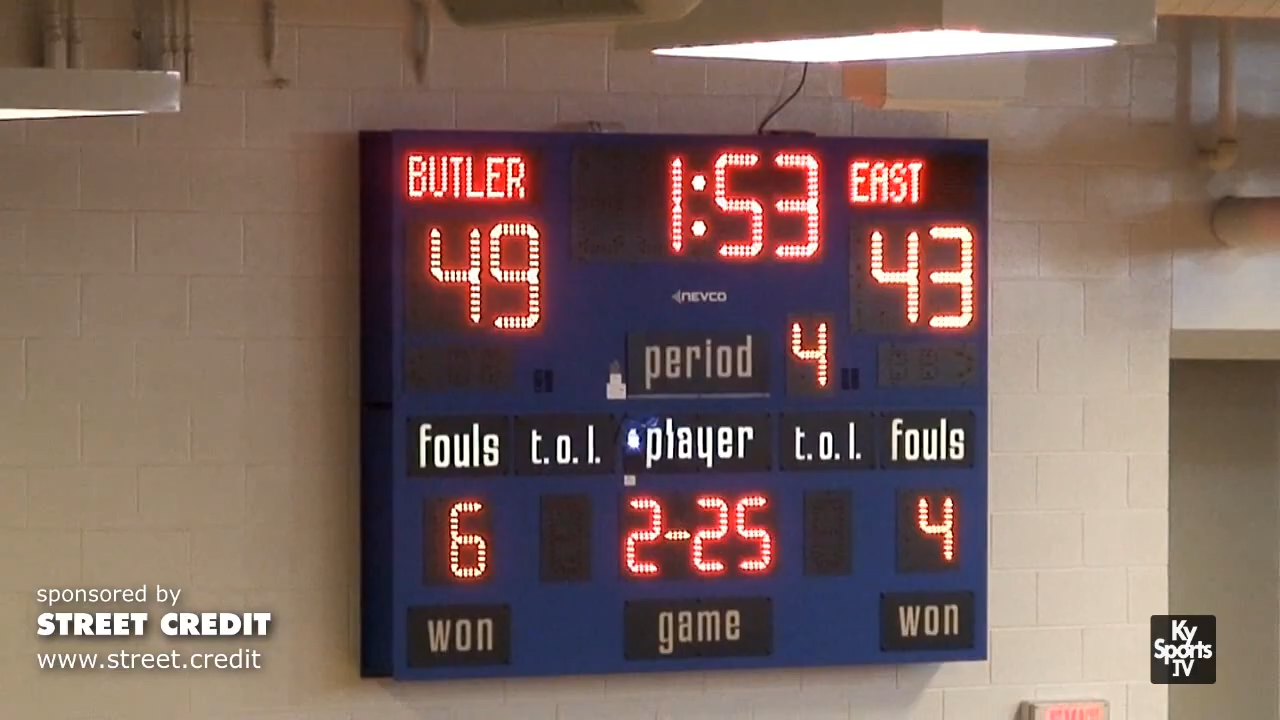 BUTLER 1:53 EAST
49 43
NEVCO
period 4
fouls t.o.l. player t.o.l. fouls
6 2-25 4
won game won
sponsored by
STREET CREDIT
www.street.credit
Ky
Sports
.TV